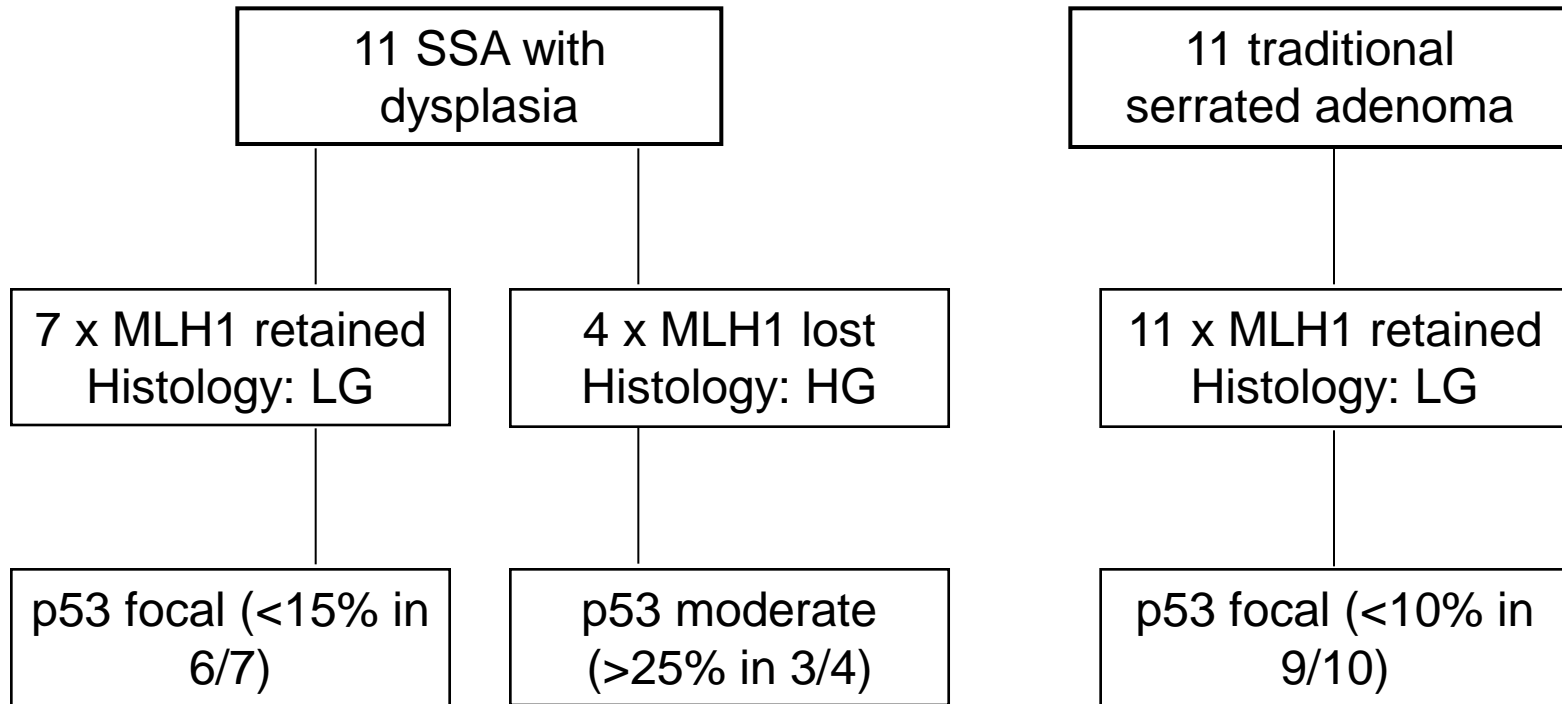 11 SSA with
dysplasia
11 traditional
serrated adenoma
7 x MLH1 retained
Histology: LG
4 x MLH1 lost
Histology: HG
11 x MLH1 retained
Histology: LG
p53 focal (<15% in
6/7)
p53 moderate
(>25% in 3/4)
p53 focal (<10% in
9/10)